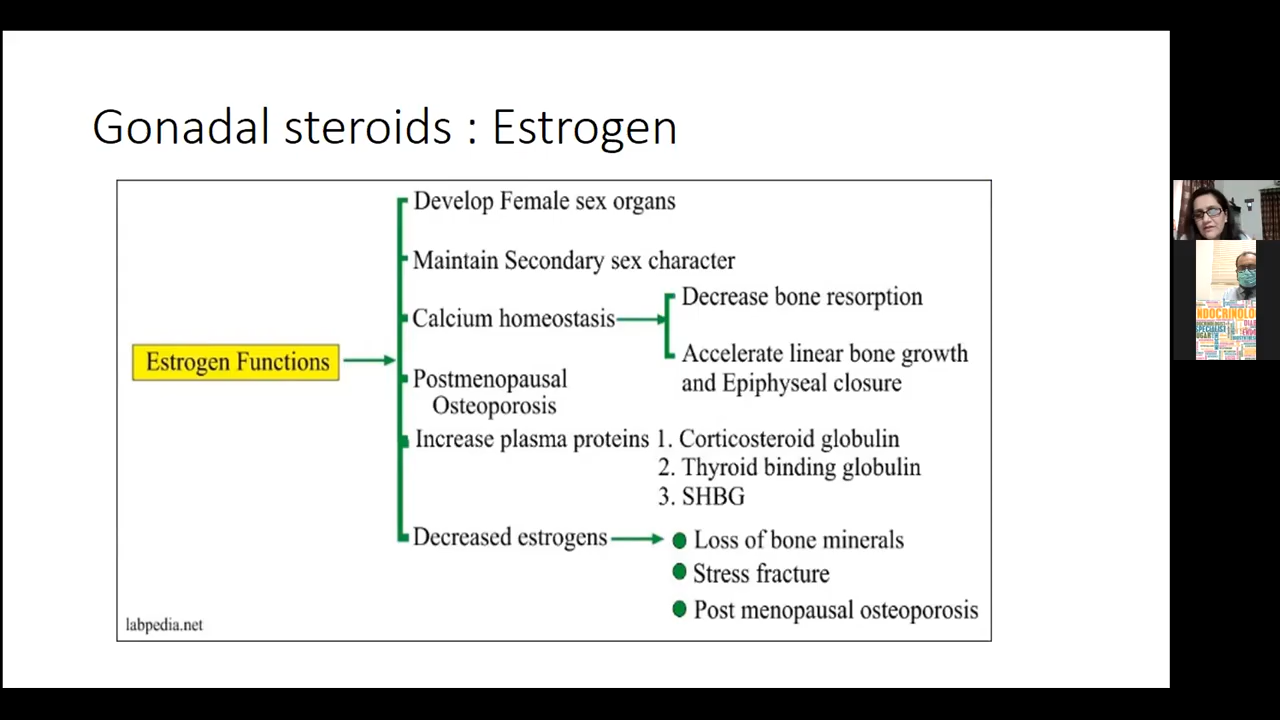 Gonadal steroids : Estrogen
Develop Female sex organs
Maintain Secondary sex character
Calcium homeostasis
Decrease bone resorption
Accelerate linear bone growth
and Epiphyseal closure
Estrogen Functions
Postmenopausal
Osteoporosis
Increase plasma proteins 1. Corticosteroid globulin
2. Thyroid binding globulin
3. SHBG
Decreased estrogens
Loss of bone minerals
Stress fracture
Post menopausal osteoporosis
labpedia.net
NDOCRINOLO